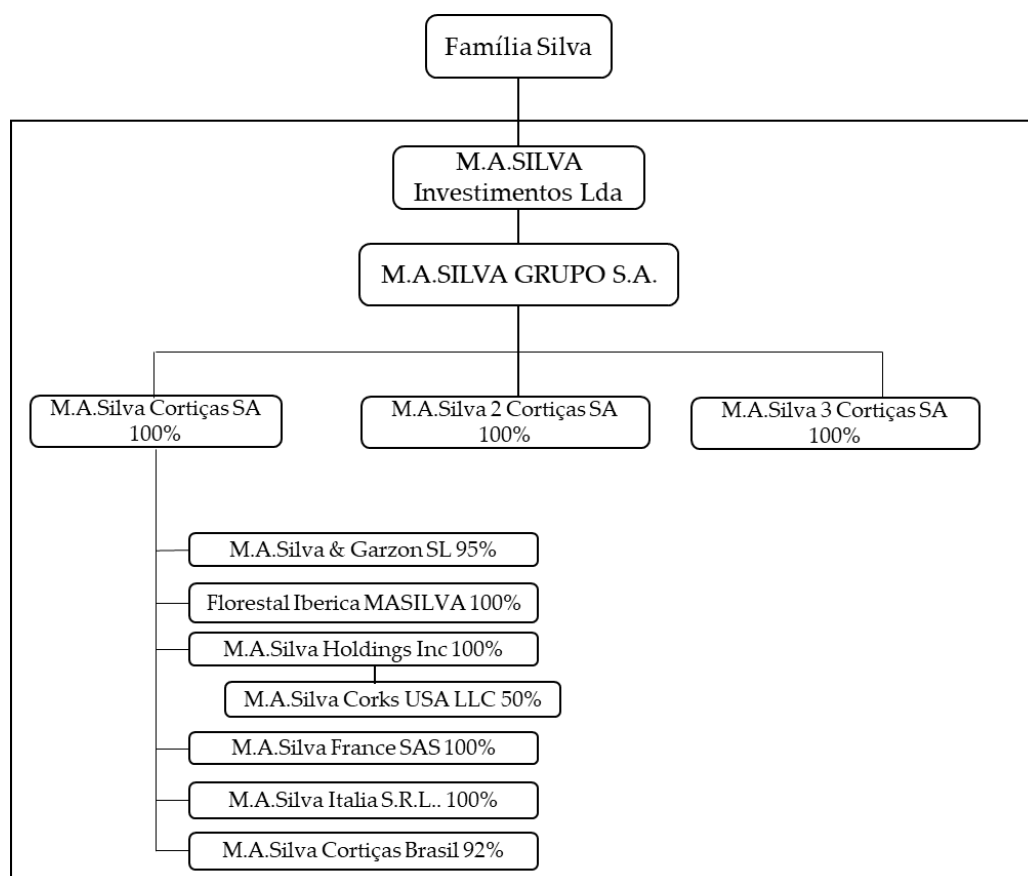 Família Silva
M.A.SILVA
Investimentos Lda
M.A.SILVA GRUPO S.A.
M.A.Silva Cortiças SA
100%
M.A.Silva 2 Cortiças SA
100%
M.A.Silva 3 Cortiças SA
100%
M.A.Silva & Garzon SL 95%
Florestal Iberica MASILVA 100%
M.A.Silva Holdings Inc 100%
M.A.Silva Corks USA LLC 50%
M.A.Silva France SAS 100%
M.A.Silva Italia S.R.L.. 100%
M.A.Silva Cortiças Brasil 92%